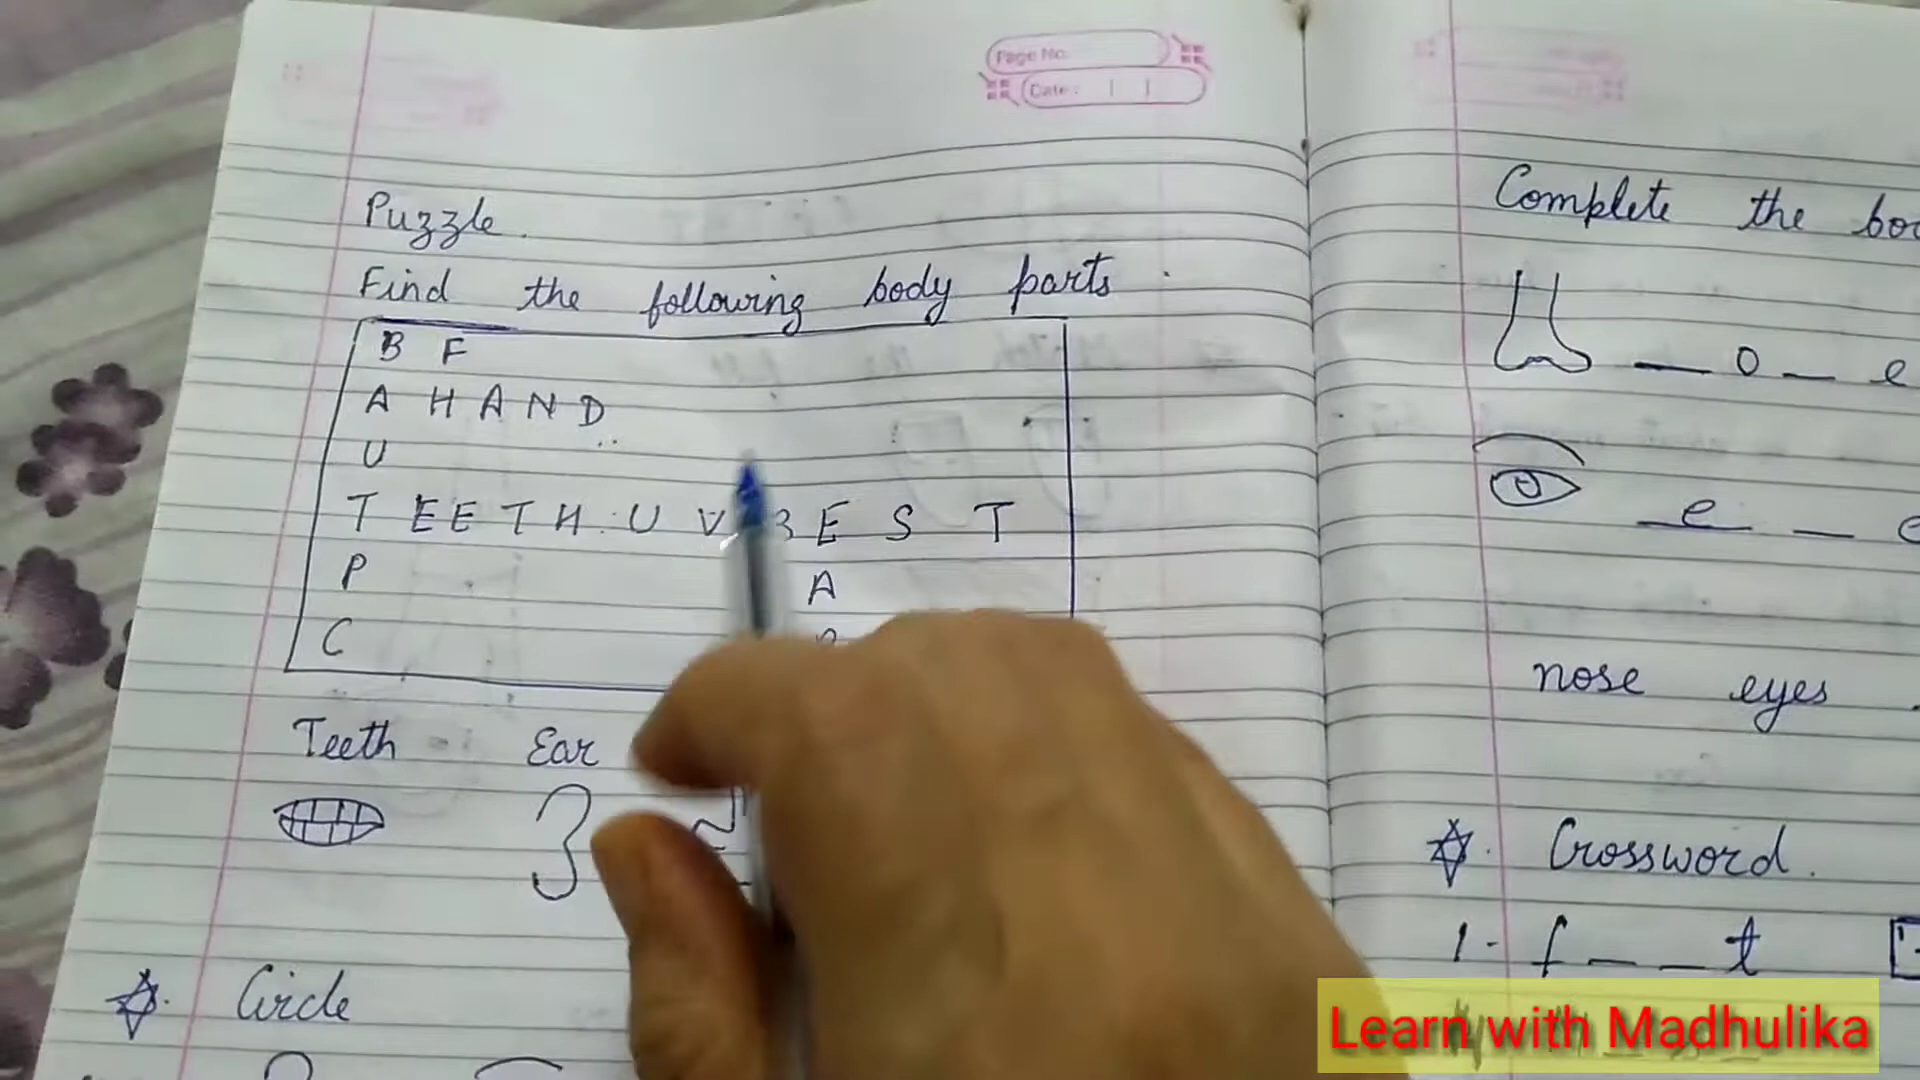 Page No.
Date :
Puzzle.
Find the following body parts
B F
A H A N D
U
T E E T H U V B E S T
P A
C
Teeth Ear
Circle
Complete the
o e
e
nose eyes
Crossword.
1- f _ _ t
Learn with Madhulika